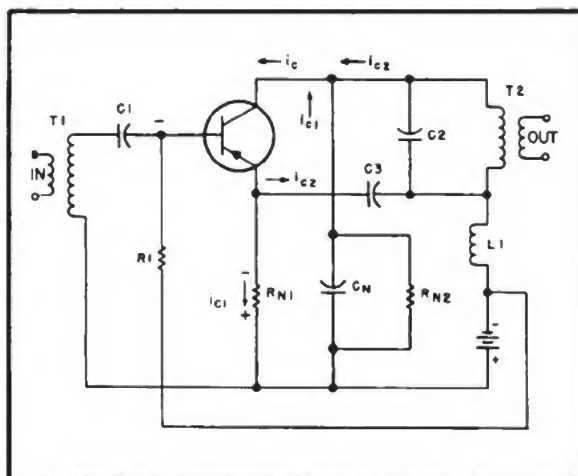 ← ic
← ic2
T1
C1
–
↑
ic1
T2
C2
IN
OUT
→ ic2
C3
L1
R1
ic1
–
↓
+
RN1
CN
RN2
–
+